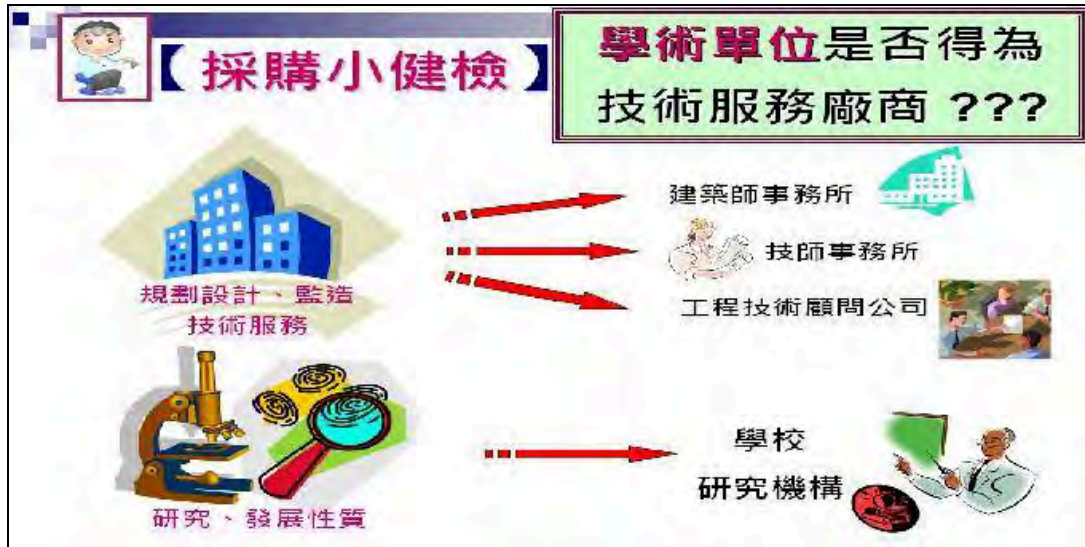 【採購小健檢】
學術單位是否得為
技術服務廠商 ???
建築師事務所
技師事務所
工程技術顧問公司
規劃設計、監造
技術服務
學校
研究機構
研究、發展性質